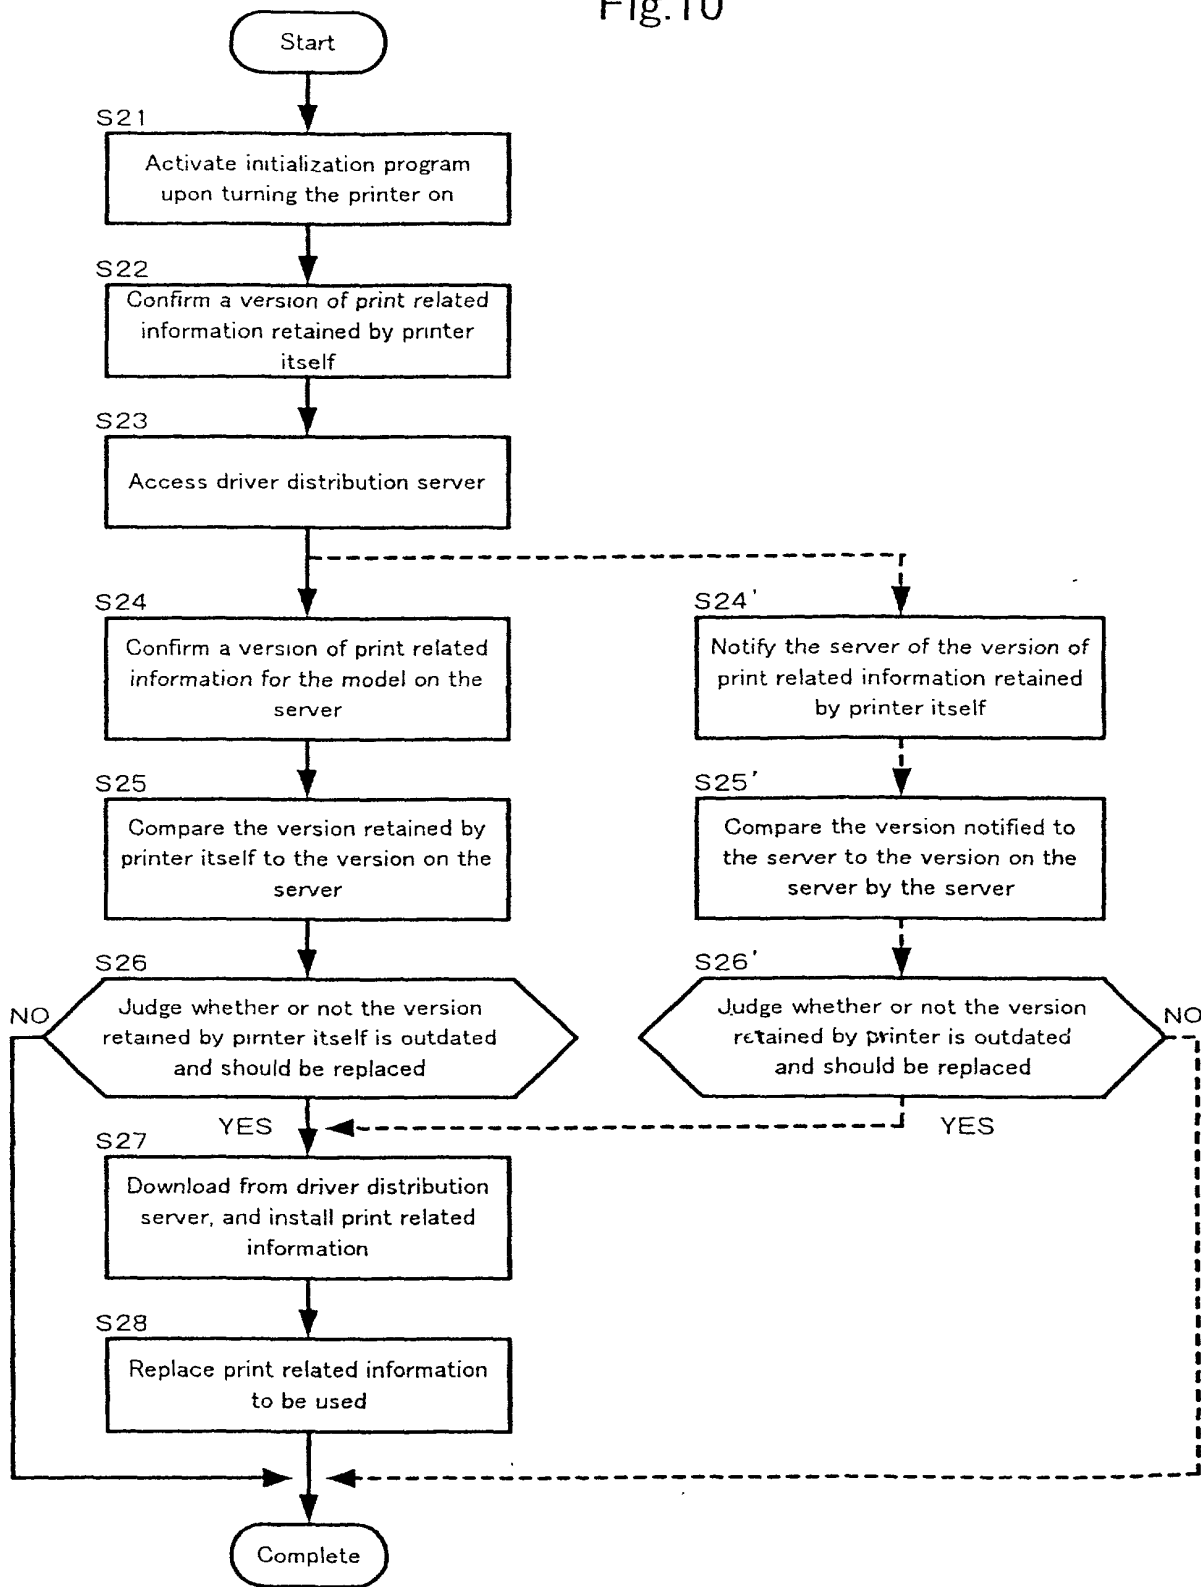 Fig.10
Start
S21
Activate initialization program
upon turning the printer on
S22
Confirm a version of print related
information retained by printer
itself
S23
Access driver distribution server
S24
Confirm a version of print related
information for the model on the
server
S24'
Notify the server of the version of
print related information retained
by printer itself
S25
Compare the version retained by
printer itself to the version on the
server
S25'
Compare the version notified to
the server to the version on the
server by the server
S26
NO
Judge whether or not the version
retained by pirnter itself is outdated
and should be replaced
YES
S26'
Judge whether or not the version
retained by printer is outdated
and should be replaced
NO
YES
S27
Download from driver distribution
server, and install print related
information
S28
Replace print related information
to be used
Complete